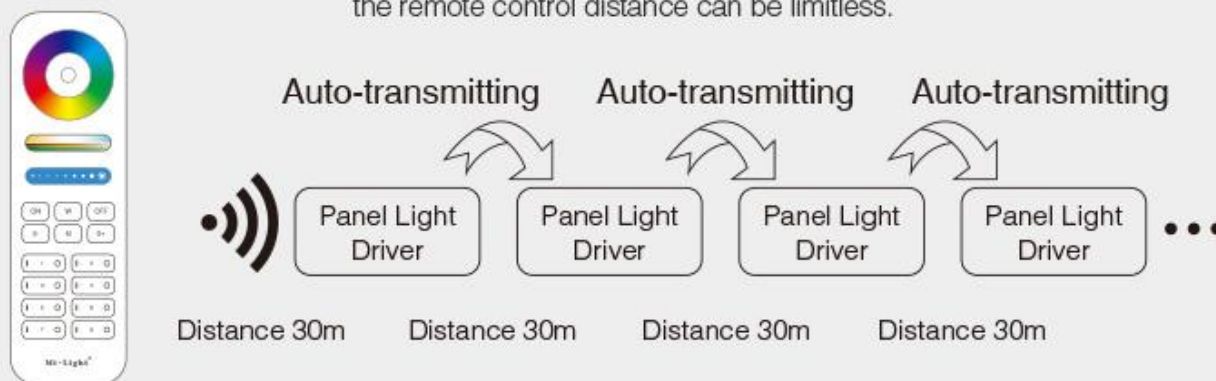 the remote control distance can be limitless.
Auto-transmitting Auto-transmitting Auto-transmitting
Panel Light Panel Light Panel Light Panel Light
Driver Driver Driver Driver
Distance 30m Distance 30m Distance 30m Distance 30m
ON W OFF
S- M S+
Mi-Light